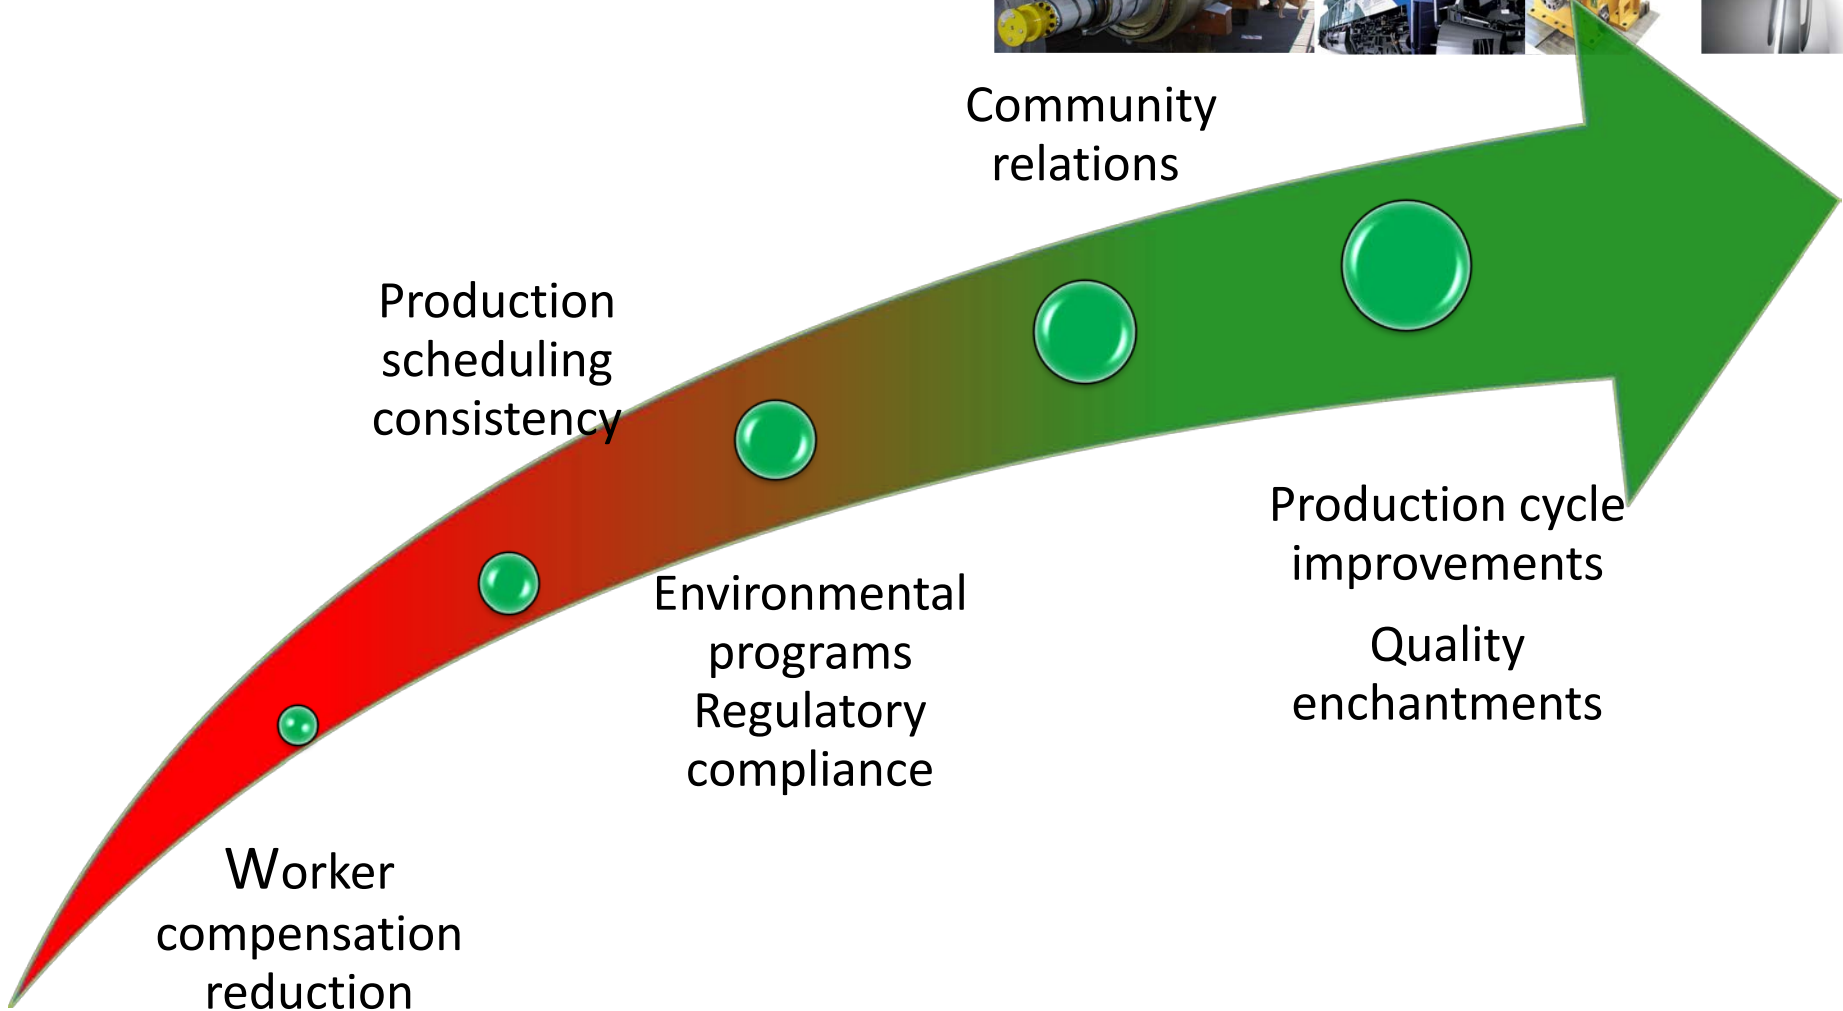 Community
relations
Production
scheduling
consistency
Production cycle
improvements
Environmental
programs
Regulatory
compliance
Quality
enchantments
Worker
compensation
reduction